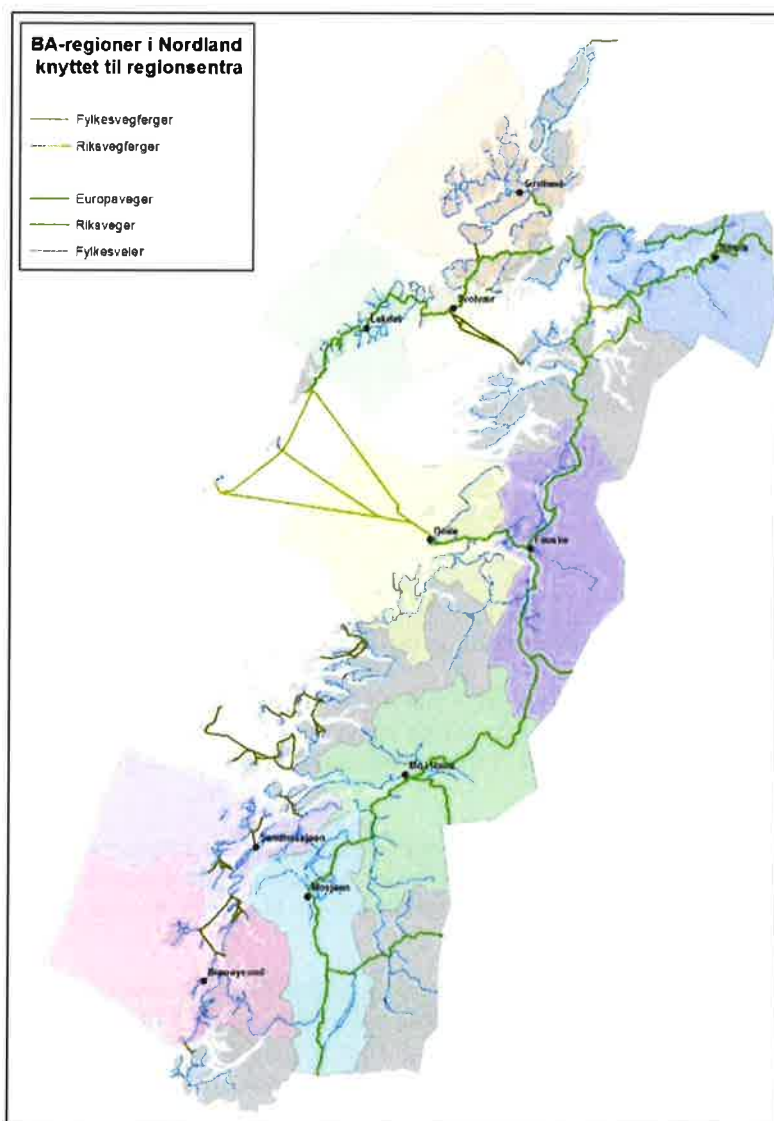 BA-regioner i Nordland
knyttet til regionsentra
Fylkesvegferger
Riksvegferger
Europaveger
Riksveger
Fylkesveier
Sortland
Narvik
Svolvær
Leknes
Bodø
Fauske
Mo i Rana
Sandnessjøen
Mosjøen
Brønnøysund